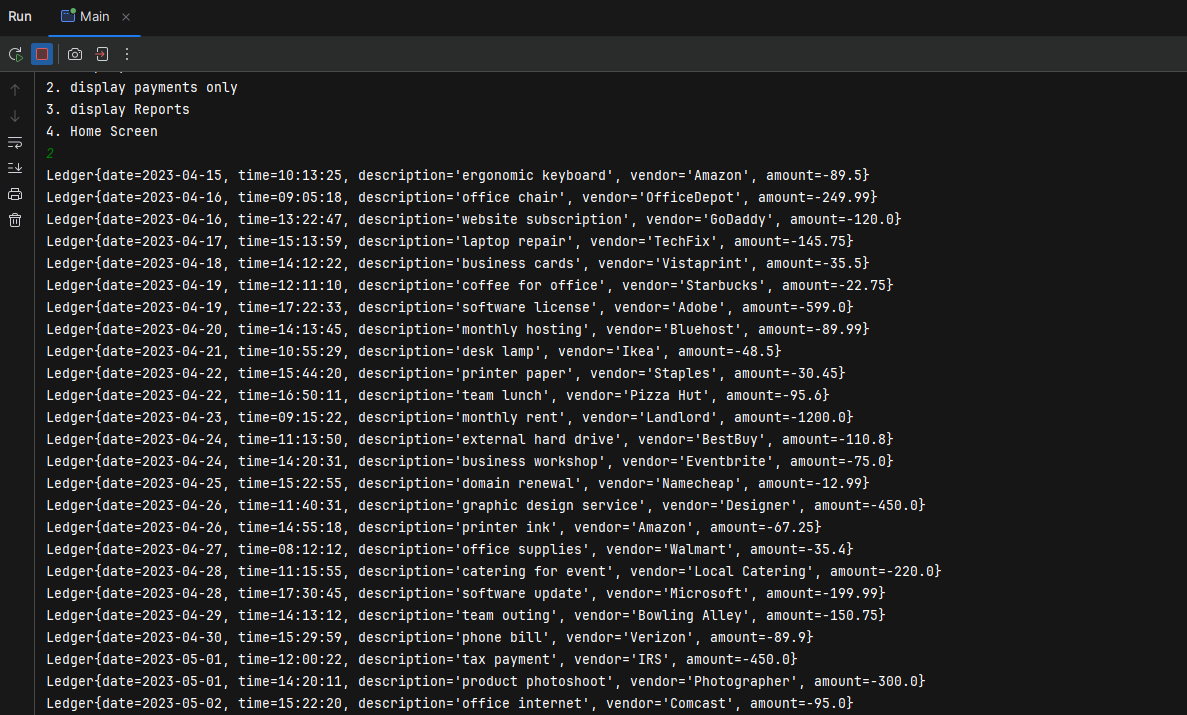 Run Main
2. display payments only
3. display Reports
4. Home Screen
2
Ledger{date=2023-04-15, time=10:13:25, description='ergonomic keyboard', vendor='Amazon', amount=-89.5}
Ledger{date=2023-04-16, time=09:05:18, description='office chair', vendor='OfficeDepot', amount=-249.99}
Ledger{date=2023-04-16, time=13:22:47, description='website subscription', vendor='GoDaddy', amount=-120.0}
Ledger{date=2023-04-17, time=15:13:59, description='laptop repair', vendor='TechFix', amount=-145.75}
Ledger{date=2023-04-18, time=14:12:22, description='business cards', vendor='Vistaprint', amount=-35.5}
Ledger{date=2023-04-19, time=12:11:10, description='coffee for office', vendor='Starbucks', amount=-22.75}
Ledger{date=2023-04-19, time=17:22:33, description='software license', vendor='Adobe', amount=-599.0}
Ledger{date=2023-04-20, time=14:13:45, description='monthly hosting', vendor='Bluehost', amount=-89.99}
Ledger{date=2023-04-21, time=10:55:29, description='desk lamp', vendor='Ikea', amount=-48.5}
Ledger{date=2023-04-22, time=15:44:20, description='printer paper', vendor='Staples', amount=-30.45}
Ledger{date=2023-04-22, time=16:50:11, description='team lunch', vendor='Pizza Hut', amount=-95.6}
Ledger{date=2023-04-23, time=09:15:22, description='monthly rent', vendor='Landlord', amount=-1200.0}
Ledger{date=2023-04-24, time=11:13:50, description='external hard drive', vendor='BestBuy', amount=-110.8}
Ledger{date=2023-04-24, time=14:20:31, description='business workshop', vendor='Eventbrite', amount=-75.0}
Ledger{date=2023-04-25, time=15:22:55, description='domain renewal', vendor='Namecheap', amount=-12.99}
Ledger{date=2023-04-26, time=11:40:31, description='graphic design service', vendor='Designer', amount=-450.0}
Ledger{date=2023-04-26, time=14:55:18, description='printer ink', vendor='Amazon', amount=-67.25}
Ledger{date=2023-04-27, time=08:12:12, description='office supplies', vendor='Walmart', amount=-35.4}
Ledger{date=2023-04-28, time=11:15:55, description='catering for event', vendor='Local Catering', amount=-220.0}
Ledger{date=2023-04-28, time=17:30:45, description='software update', vendor='Microsoft', amount=-199.99}
Ledger{date=2023-04-29, time=14:13:12, description='team outing', vendor='Bowling Alley', amount=-150.75}
Ledger{date=2023-04-30, time=15:29:59, description='phone bill', vendor='Verizon', amount=-89.9}
Ledger{date=2023-05-01, time=12:00:22, description='tax payment', vendor='IRS', amount=-450.0}
Ledger{date=2023-05-01, time=14:20:11, description='product photoshoot', vendor='Photographer', amount=-300.0}
Ledger{date=2023-05-02, time=15:22:20, description='office internet', vendor='Comcast', amount=-95.0}